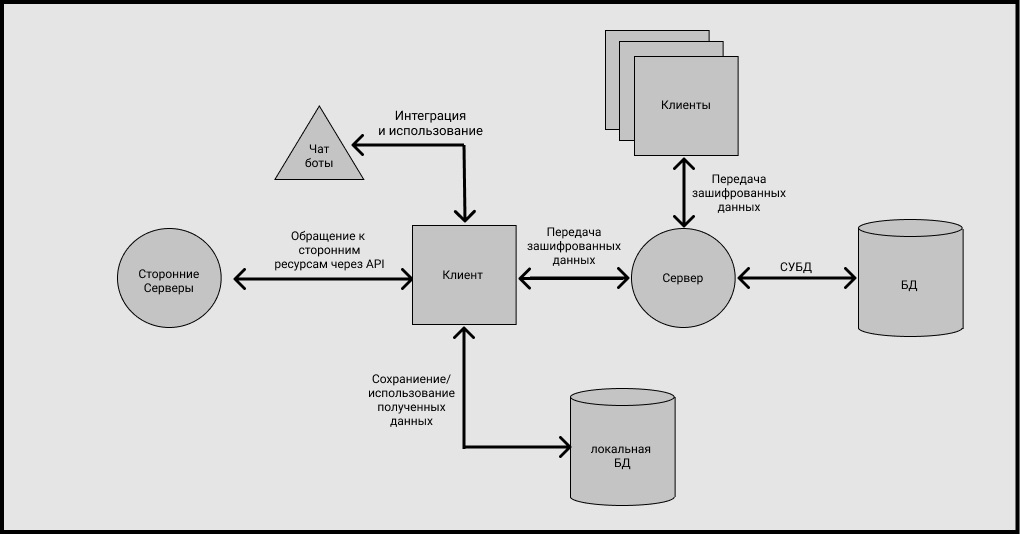 Клиенты
Интеграция
и использование
Чат
боты
Передача
зашифрованных
данных
Обращение к
сторонним
ресурсам через API
Передача
зашифрованных
данных
Сторонние
Серверы
Клиент
Сервер
СУБД
БД
Сохраниение/
использование
полученных
данных
локальная
БД